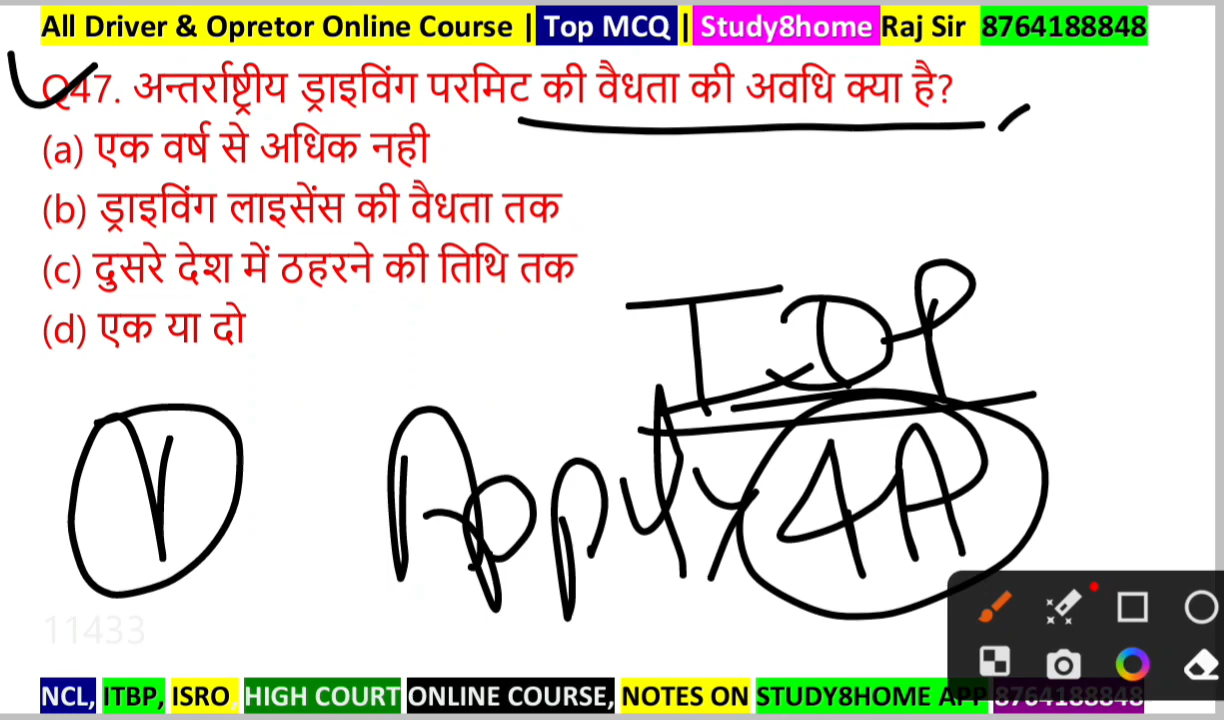 All Driver & Opretor Online Course | Top MCQ | Study8home Raj Sir 8764188848
Q47. अन्तर्राष्ट्रीय ड्राइविंग परमिट की वैधता की अवधि क्या है?
(a) एक वर्ष से अधिक नही
(b) ड्राइविंग लाइसेंस की वैधता तक
(c) दुसरे देश में ठहरने की तिथि तक
(d) एक या दो
IDP
Apply 4A
11433
NCL, ITBP, ISRO, HIGH COURT ONLINE COURSE, NOTES ON STUDY8HOME APP 8764188848